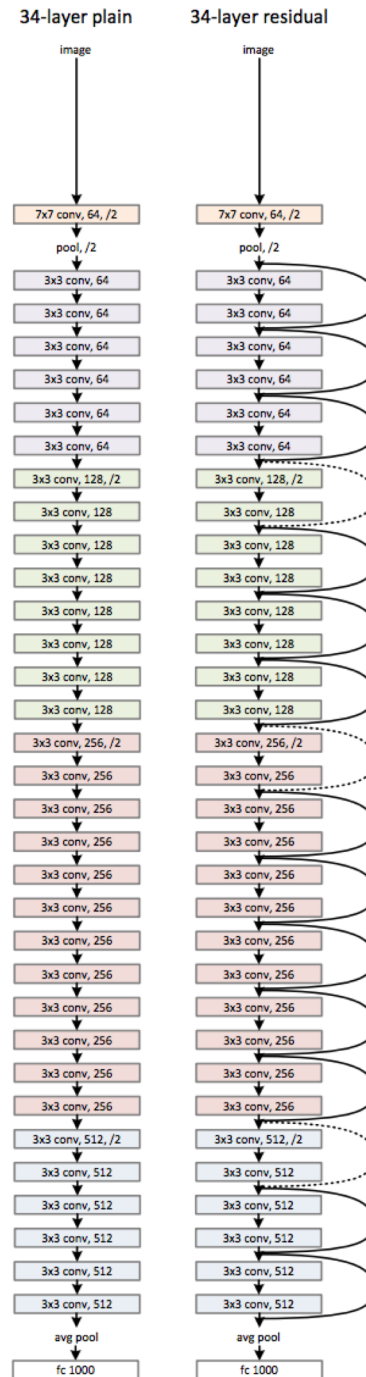 34-layer plain
image
7x7 conv, 64, /2
pool, /2
3x3 conv, 64
3x3 conv, 64
3x3 conv, 64
3x3 conv, 64
3x3 conv, 64
3x3 conv, 64
3x3 conv, 128, /2
3x3 conv, 128
3x3 conv, 128
3x3 conv, 128
3x3 conv, 128
3x3 conv, 128
3x3 conv, 128
3x3 conv, 128
3x3 conv, 256, /2
3x3 conv, 256
3x3 conv, 256
3x3 conv, 256
3x3 conv, 256
3x3 conv, 256
3x3 conv, 256
3x3 conv, 256
3x3 conv, 256
3x3 conv, 256
3x3 conv, 256
3x3 conv, 256
3x3 conv, 512, /2
3x3 conv, 512
3x3 conv, 512
3x3 conv, 512
3x3 conv, 512
3x3 conv, 512
avg pool
fc 1000
34-layer residual
image
7x7 conv, 64, /2
pool, /2
3x3 conv, 64
3x3 conv, 64
3x3 conv, 64
3x3 conv, 64
3x3 conv, 64
3x3 conv, 64
3x3 conv, 128, /2
3x3 conv, 128
3x3 conv, 128
3x3 conv, 128
3x3 conv, 128
3x3 conv, 128
3x3 conv, 128
3x3 conv, 128
3x3 conv, 256, /2
3x3 conv, 256
3x3 conv, 256
3x3 conv, 256
3x3 conv, 256
3x3 conv, 256
3x3 conv, 256
3x3 conv, 256
3x3 conv, 256
3x3 conv, 256
3x3 conv, 256
3x3 conv, 256
3x3 conv, 512, /2
3x3 conv, 512
3x3 conv, 512
3x3 conv, 512
3x3 conv, 512
3x3 conv, 512
avg pool
fc 1000